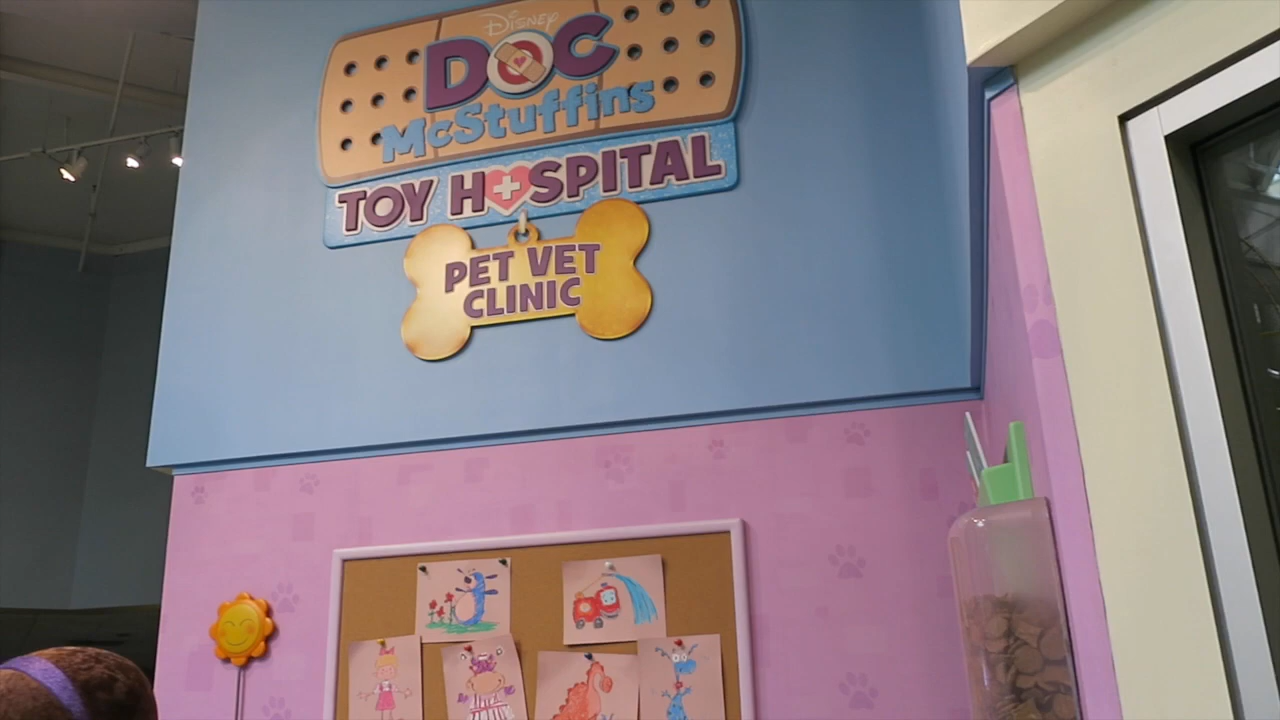 Disney
DOC
McStuffins
TOY HOSPITAL
PET VET
CLINIC